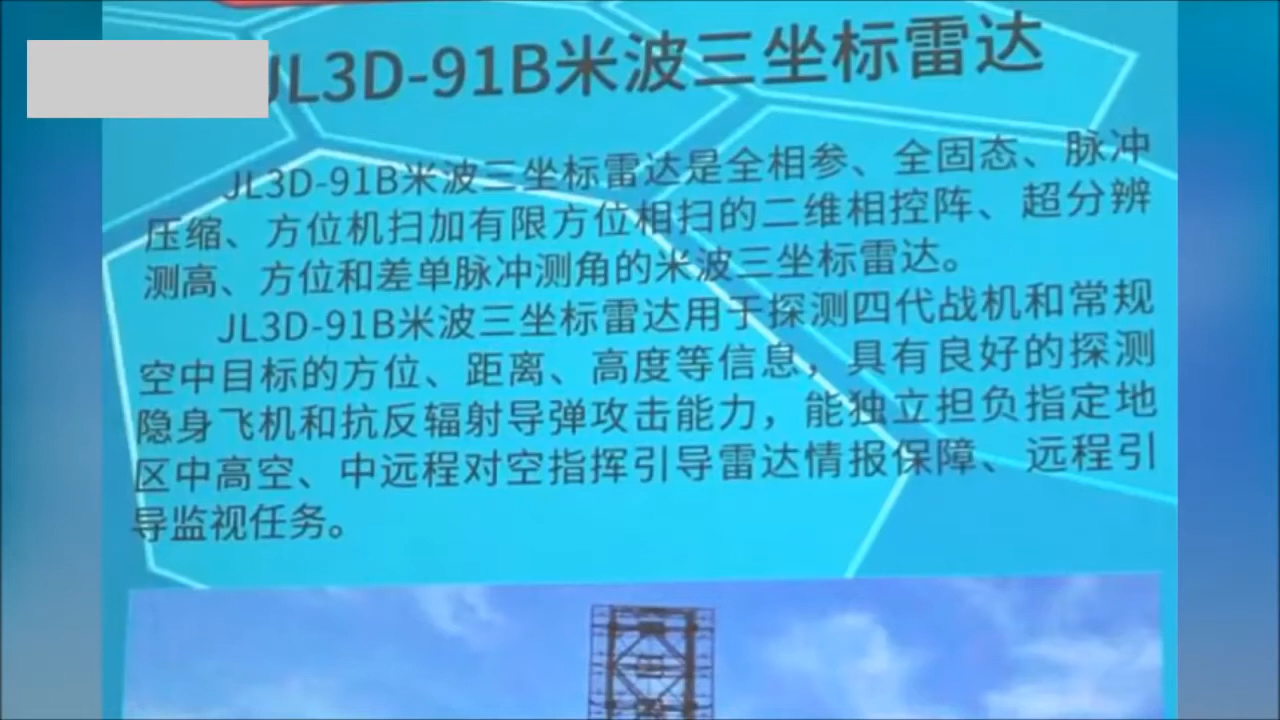 JL3D-91B米波三坐标雷达
JL3D-91B米波三坐标雷达是全相参、全固态、脉冲
压缩、方位机扫加有限方位相扫的二维相控阵、超分辨
测高、方位和差单脉冲测角的米波三坐标雷达。
JL3D-91B米波三坐标雷达用于探测四代战机和常规
空中目标的方位、距离、高度等信息，具有良好的探测
隐身飞机和抗反辐射导弹攻击能力，能独立担负指定地
区中高空、中远程对空指挥引导雷达情报保障、远程引
导监视任务。